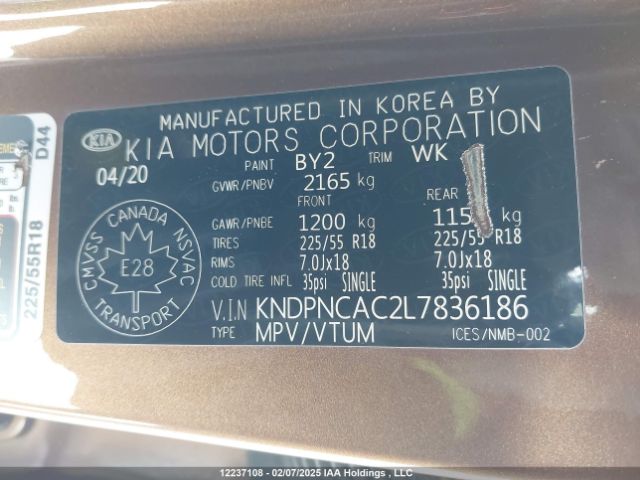 MANUFACTURED IN KOREA BY
KIA KIA MOTORS CORPORATION
04/20 PAINT BY2 TRIM WK
GVWR/PNBV 2165 kg
FRONT REAR
GAWR/PNBE 1200 kg 115 kg
TIRES 225/55 R18 225/55 R18
RIMS 7.0Jx18 7.0Jx18
COLD TIRE INFL 35psi SINGLE 35psi SINGLE
V.I.N KNDPNCAC2L7836186
TYPE MPV/VTUM ICES/NMB-002
CANADA
CMVSS NSVAC
E28
TRANSPORT
D44
225/55R18
12237108 - 02/07/2025 IAA Holdings, LLC Copyright (c) 2025